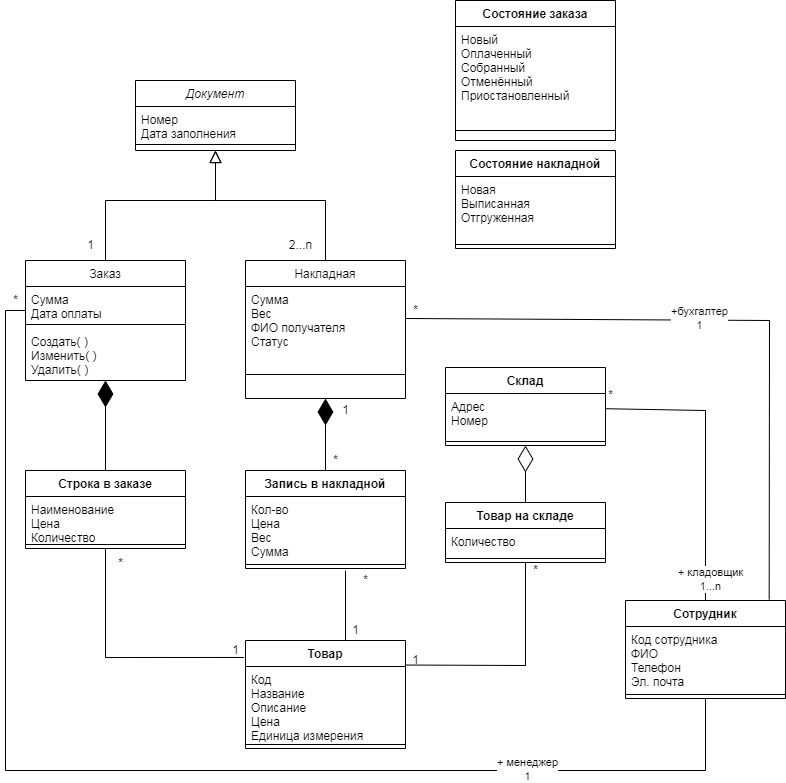 Состояние заказа
Новый
Оплаченный
Собранный
Отменённый
Приостановленный
Документ
Номер
Дата заполнения
Состояние накладной
Новая
Выписанная
Отгруженная
1
2...n
Заказ
Сумма
Дата оплаты
Создать( )
Изменить( )
Удалить( )
*
Накладная
Сумма
Вес
ФИО получателя
Статус
*
+бухгалтер
1
Склад
Адрес
Номер
*
1
*
Строка в заказе
Наименование
Цена
Количество
*
Запись в накладной
Кол-во
Цена
Вес
Сумма
*
Товар на складе
Количество
*
+ кладовщик
1...n
Сотрудник
Код сотрудника
ФИО
Телефон
Эл. почта
1
1
1
Товар
Код
Название
Описание
Цена
Единица измерения
+ менеджер
1